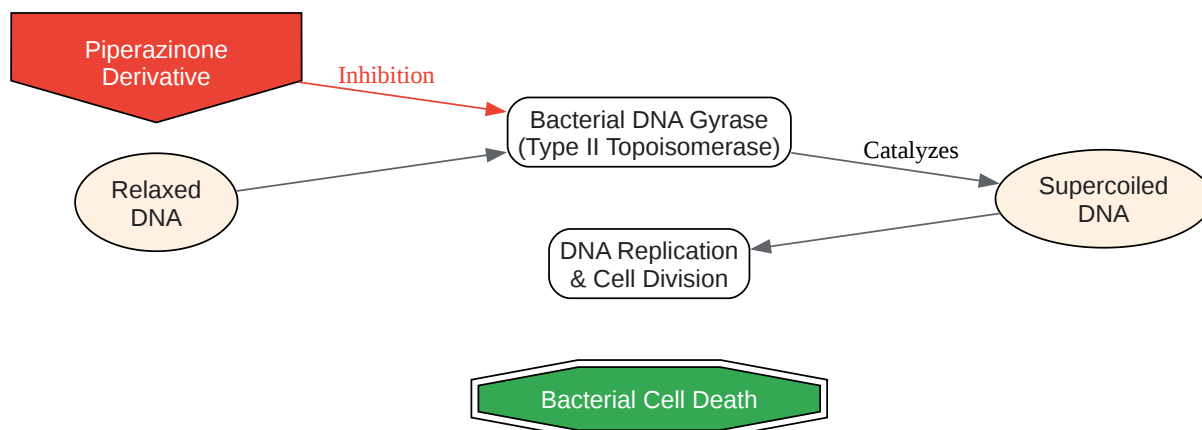 Piperazinone
Derivative
Inhibition
Bacterial DNA Gyrase
(Type II Topoisomerase)
Catalyzes
Relaxed
DNA
Supercoiled
DNA
DNA Replication
& Cell Division
Bacterial Cell Death